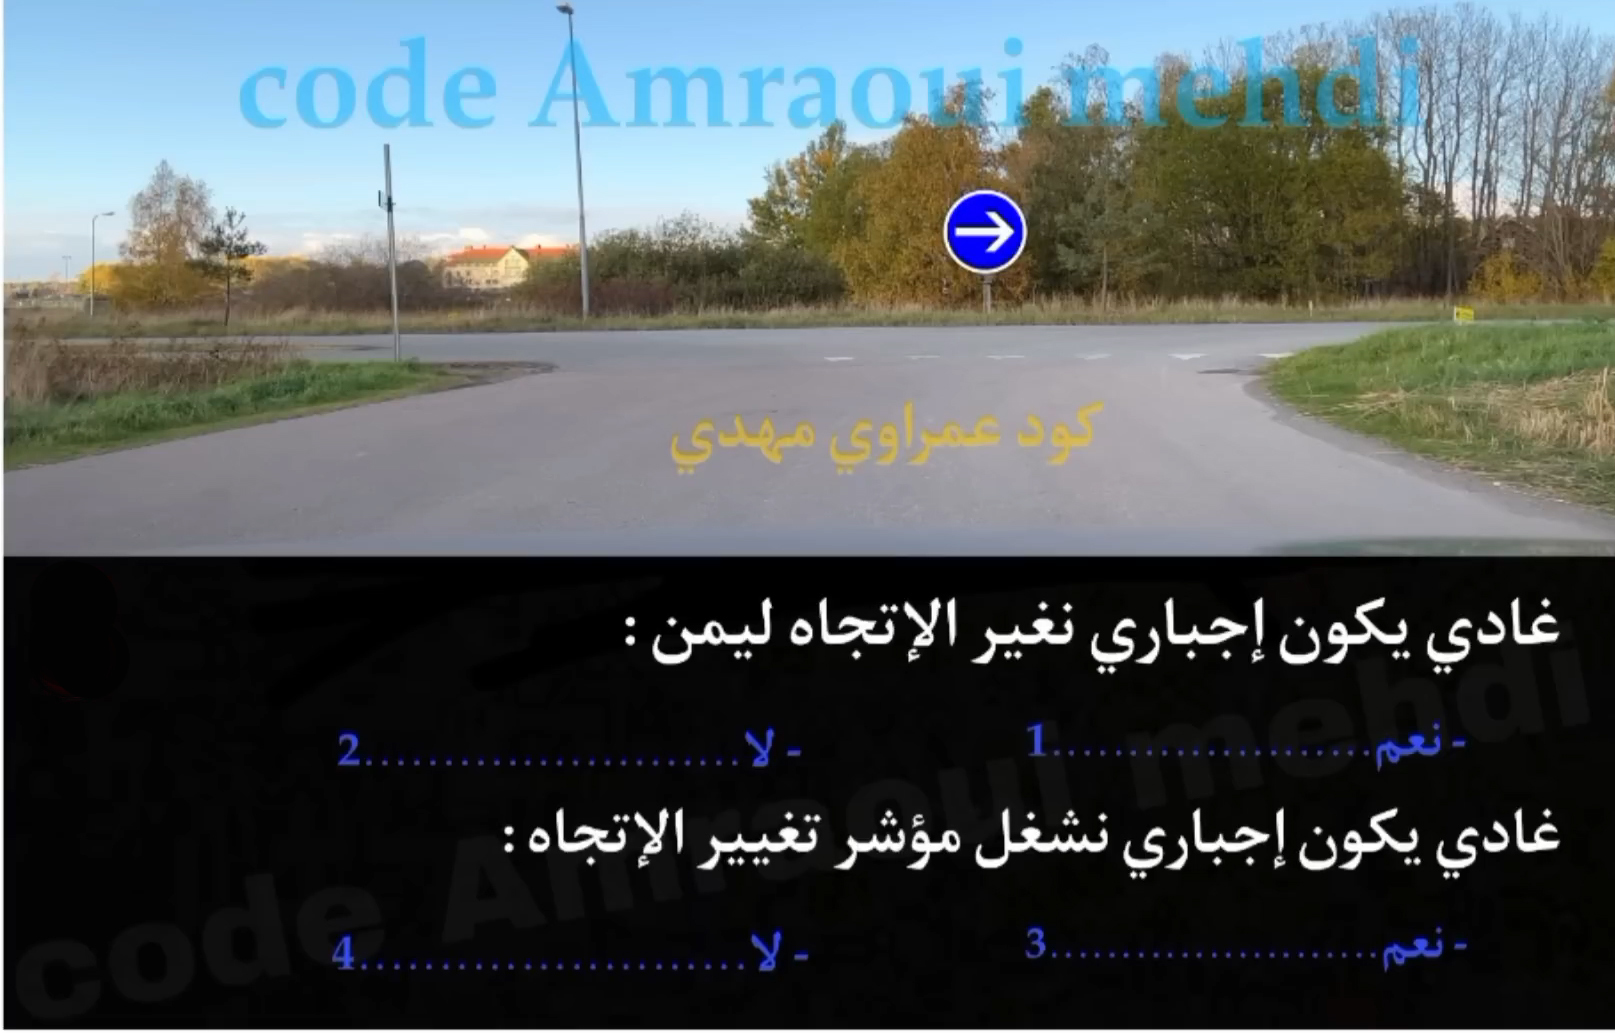 code Amraoui mehdi
كود عمراوي مهدي
غادي يكون إجباري نغير الإتجاه ليمن :
- نعم.....................1 - لا........................2
غادي يكون إجباري نشغل مؤشر تغيير الإتجاه :
- نعم.....................3 - لا........................4
code Amraoui mehdi